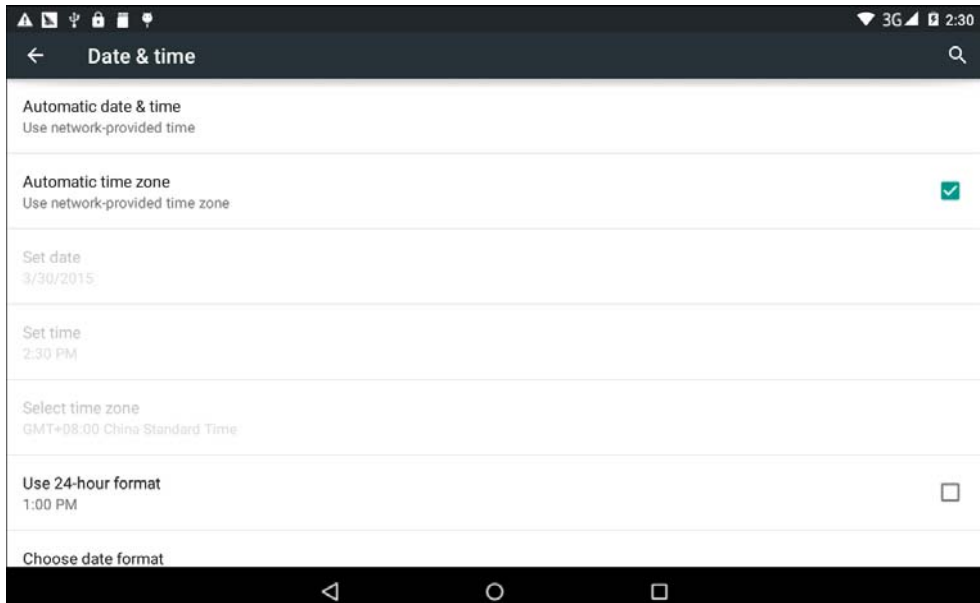 3G 2:30
Date & time
Automatic date & time
Use network-provided time
Automatic time zone
Use network-provided time zone
Set date
3/30/2015
Set time
2:30 PM
Select time zone
GMT+08:00 China Standard Time
Use 24-hour format
1:00 PM
Choose date format